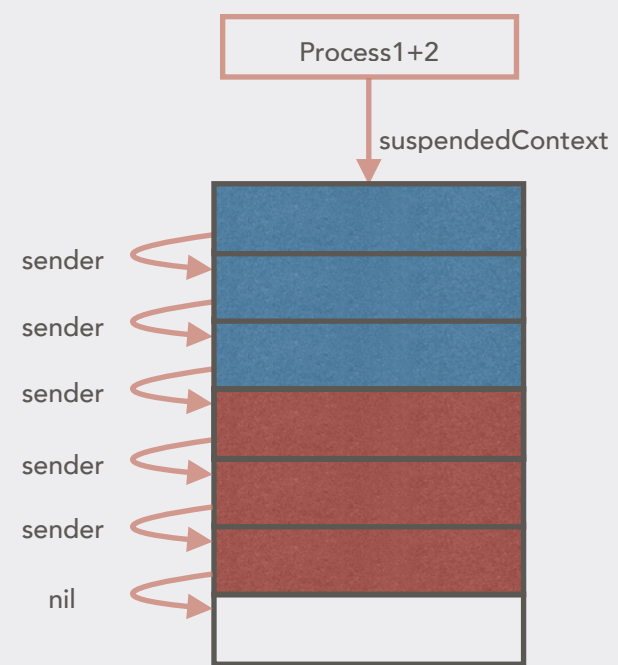 Process1+2
suspendedContext
sender
sender
sender
sender
sender
nil